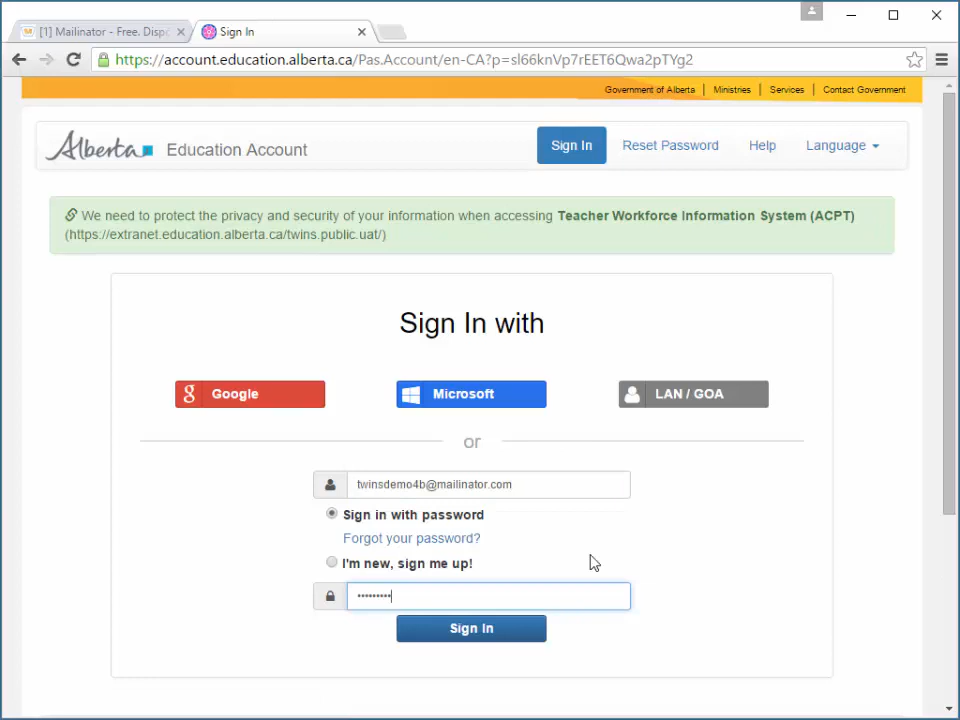 [1] Mailinator - Free. Disp
Sign In
https://account.education.alberta.ca/Pas.Account/en-CA?p=sl66knVp7rEET6Qwa2pTYg2
Government of Alberta | Ministries | Services | Contact Government
Alberta Education Account
Sign In
Reset Password
Help
Language
We need to protect the privacy and security of your information when accessing Teacher Workforce Information System (ACPT)
(https://extranet.education.alberta.ca/twins.public.uat/)
Sign In with
Google
Microsoft
LAN / GOA
or
twinsdemo4b@mailinator.com
Sign in with password
Forgot your password?
I'm new, sign me up!
•••••••••
Sign In